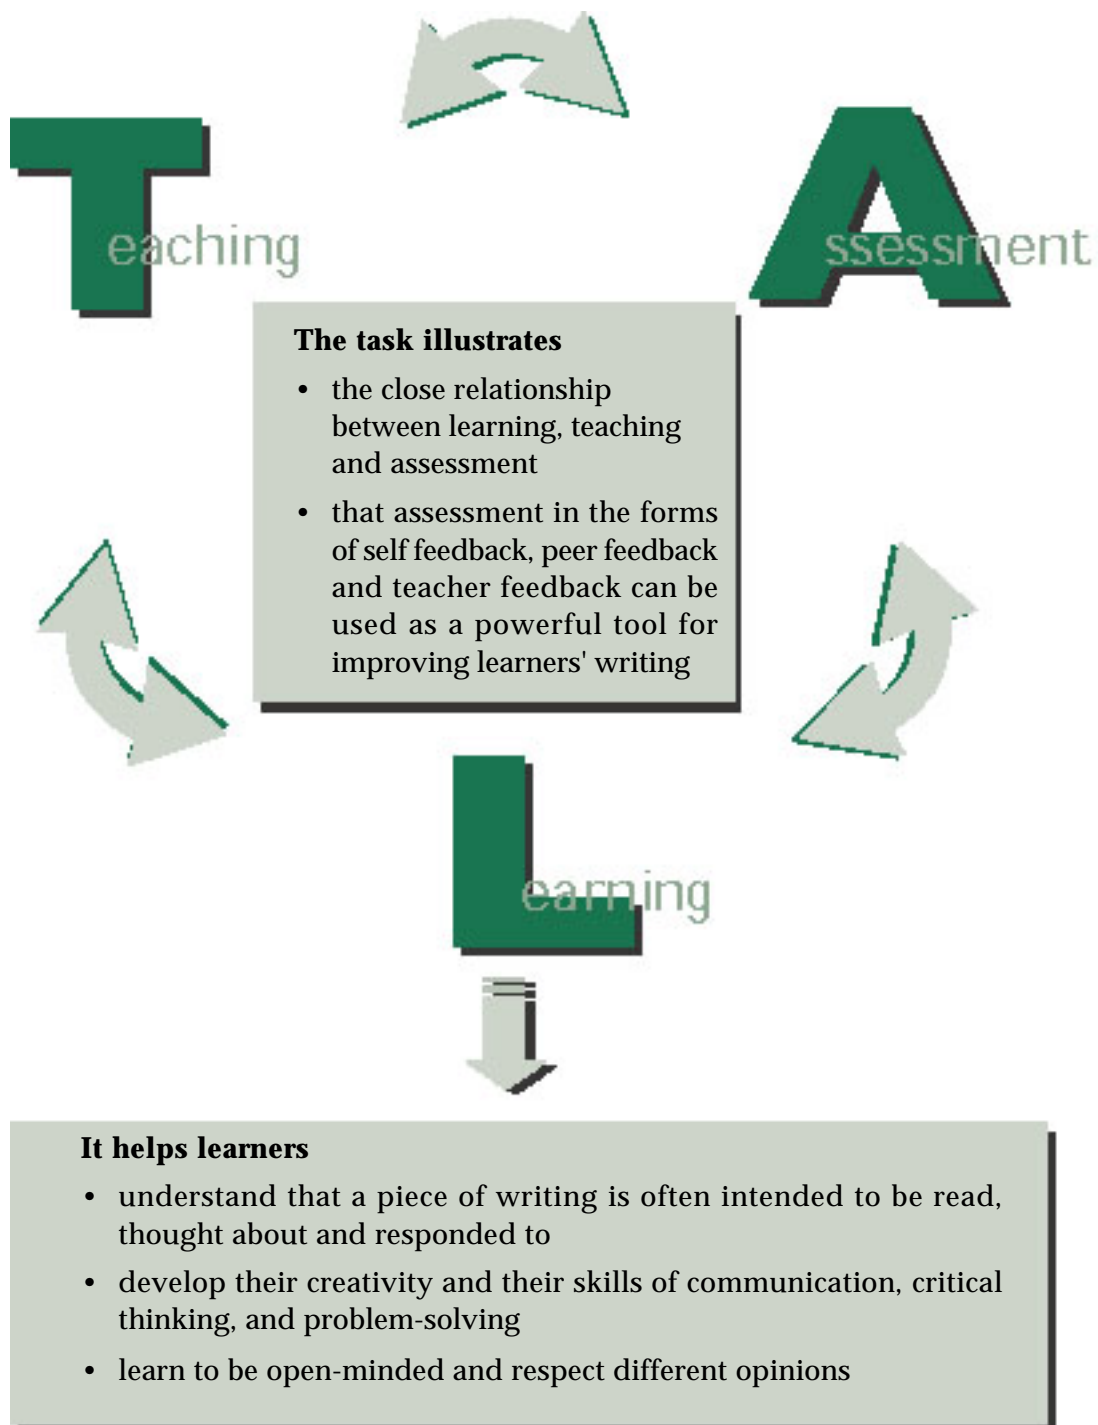 Teaching
Assessment
The task illustrates
• the close relationship
between learning, teaching
and assessment
• that assessment in the forms
of self feedback, peer feedback
and teacher feedback can be
used as a powerful tool for
improving learners' writing
Learning
It helps learners
• understand that a piece of writing is often intended to be read,
thought about and responded to
• develop their creativity and their skills of communication, critical
thinking, and problem-solving
• learn to be open-minded and respect different opinions